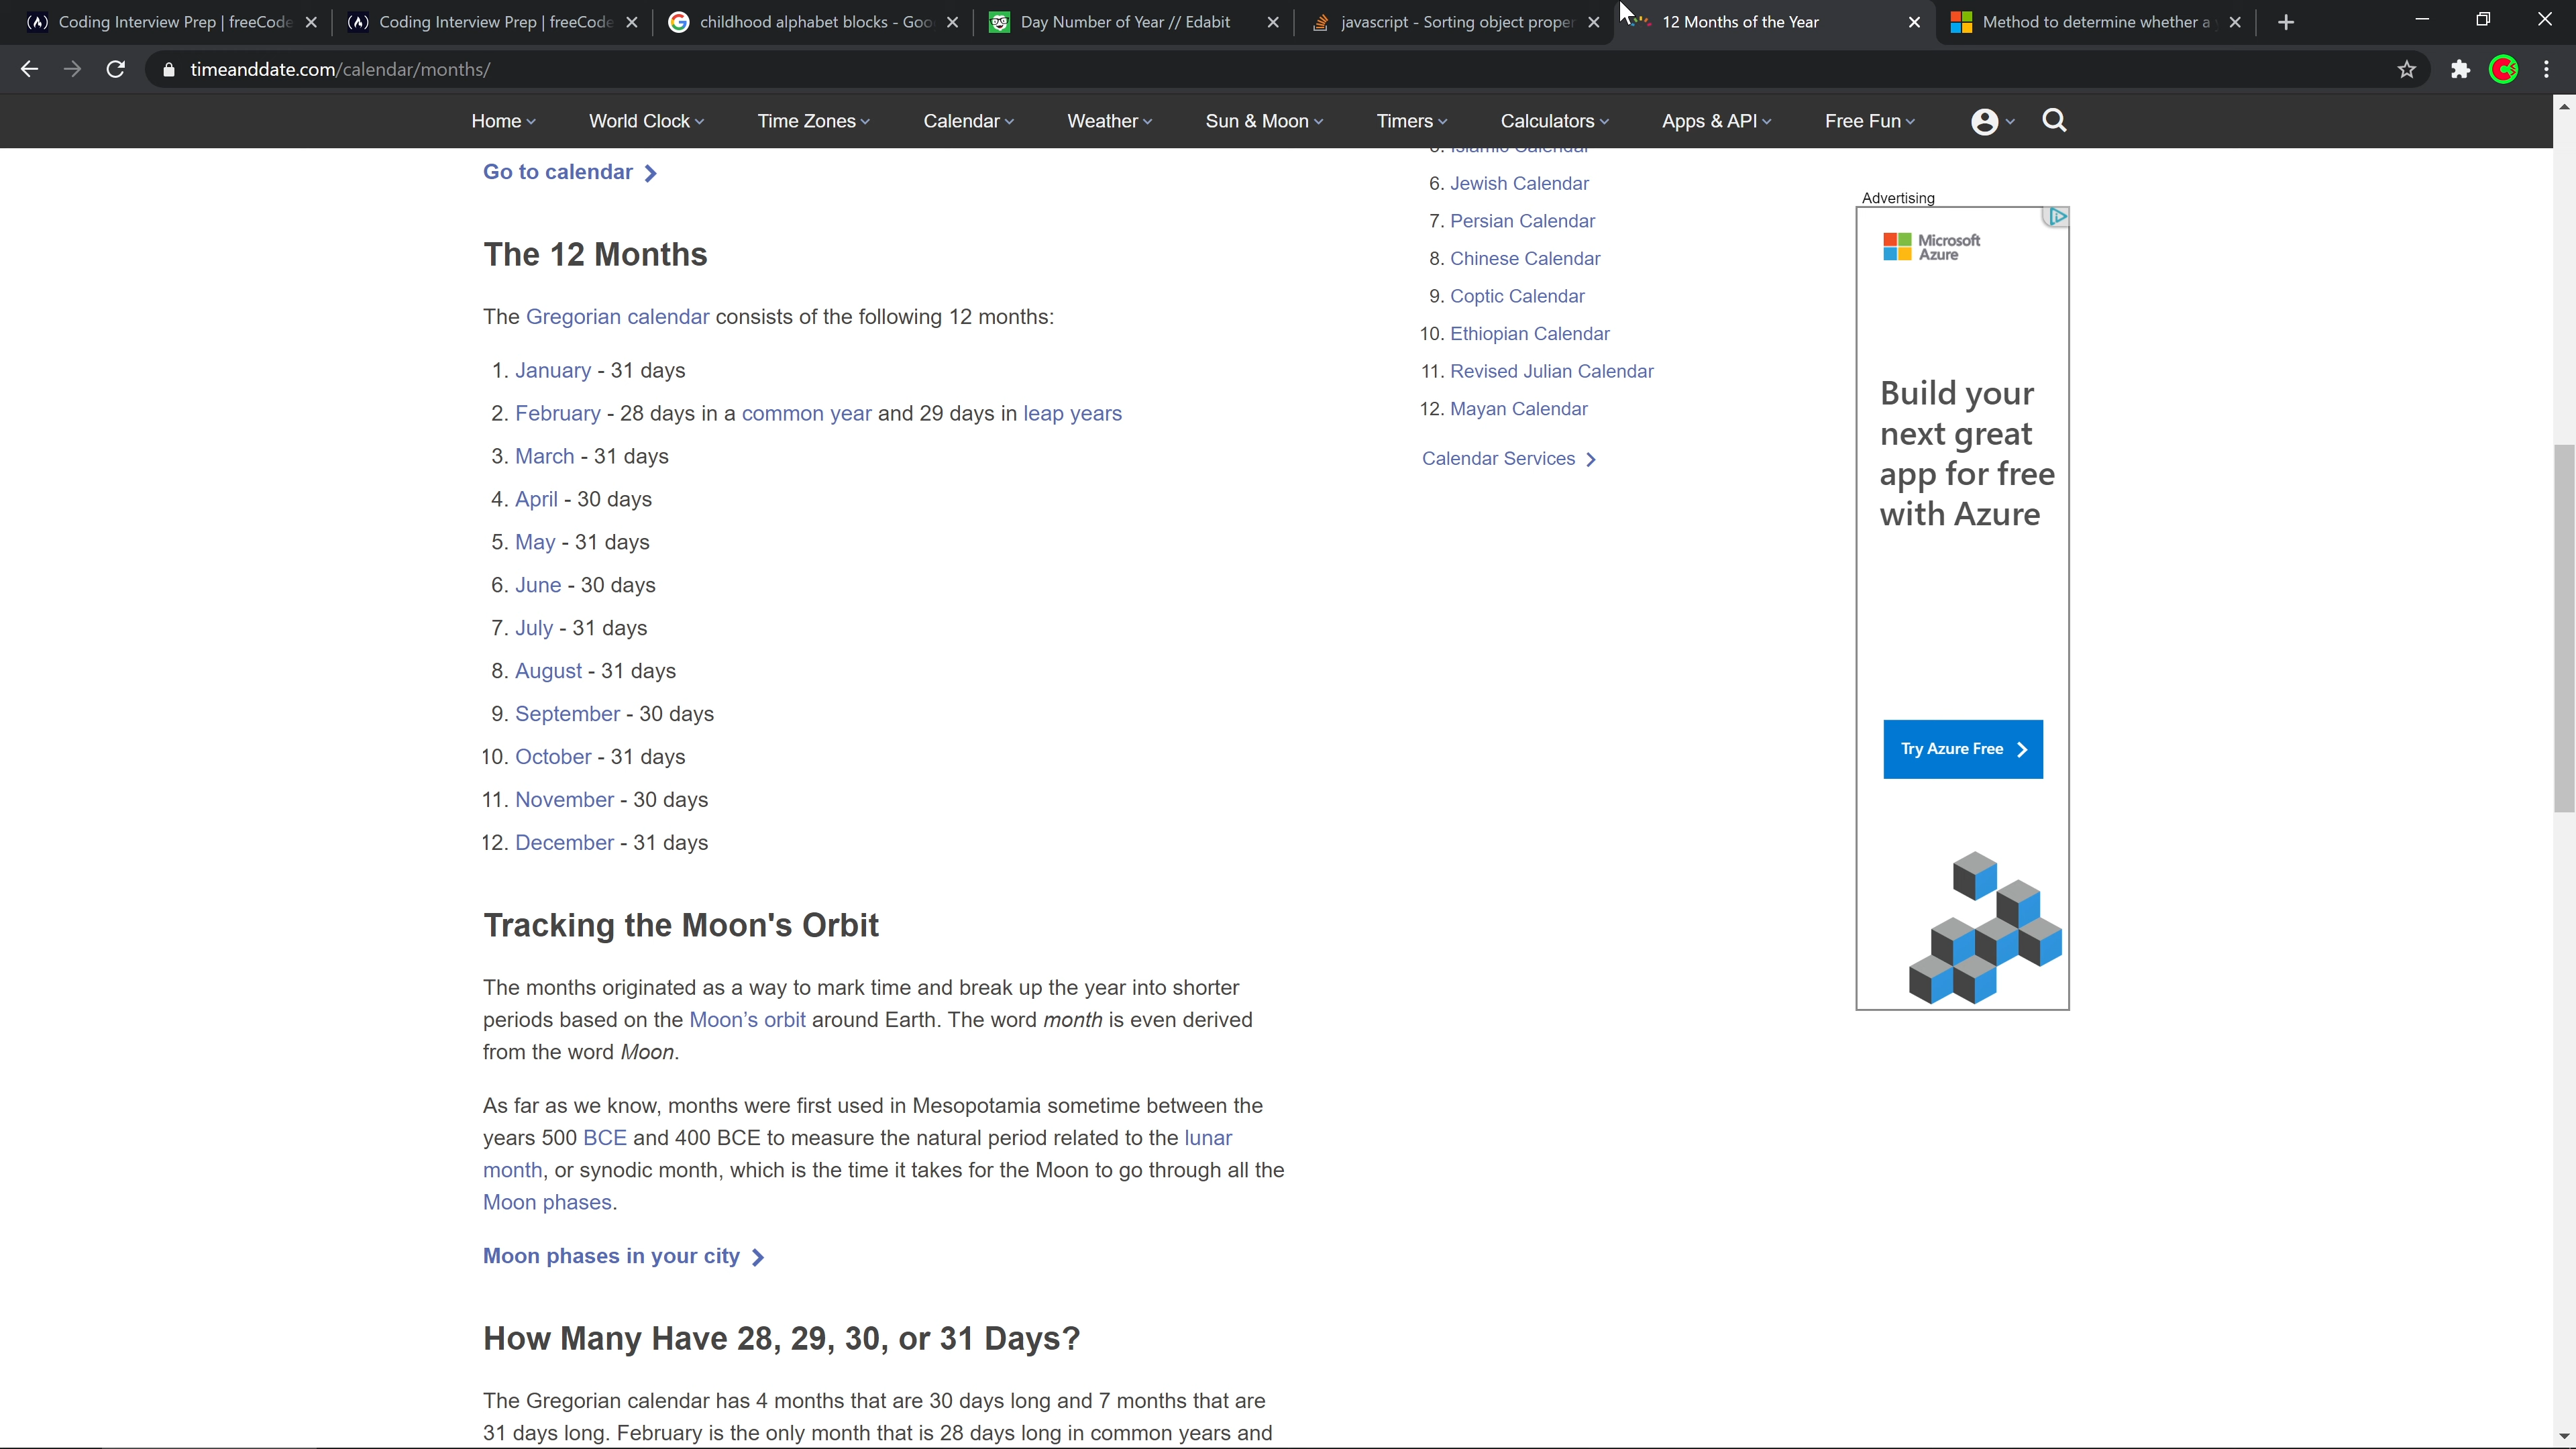 Coding Interview Prep | freeCode
Coding Interview Prep | freeCode
childhood alphabet blocks - Goo
Day Number of Year // Edabit
javascript - Sorting object proper
12 Months of the Year
Method to determine whether a
timeanddate.com/calendar/months/
Home
World Clock
Time Zones
Calendar
Weather
Sun & Moon
Timers
Calculators
Apps & API
Free Fun
Go to calendar
The 12 Months
The Gregorian calendar consists of the following 12 months:
1. January - 31 days
2. February - 28 days in a common year and 29 days in leap years
3. March - 31 days
4. April - 30 days
5. May - 31 days
6. June - 30 days
7. July - 31 days
8. August - 31 days
9. September - 30 days
10. October - 31 days
11. November - 30 days
12. December - 31 days
Tracking the Moon's Orbit
The months originated as a way to mark time and break up the year into shorter
periods based on the Moon’s orbit around Earth. The word month is even derived
from the word Moon.
As far as we know, months were first used in Mesopotamia sometime between the
years 500 BCE and 400 BCE to measure the natural period related to the lunar
month, or synodic month, which is the time it takes for the Moon to go through all the
Moon phases.
Moon phases in your city
How Many Have 28, 29, 30, or 31 Days?
The Gregorian calendar has 4 months that are 30 days long and 7 months that are
31 days long. February is the only month that is 28 days long in common years and
6. Jewish Calendar
7. Persian Calendar
8. Chinese Calendar
9. Coptic Calendar
10. Ethiopian Calendar
11. Revised Julian Calendar
12. Mayan Calendar
Calendar Services
Advertising
Microsoft
Azure
Build your
next great
app for free
with Azure
Try Azure Free